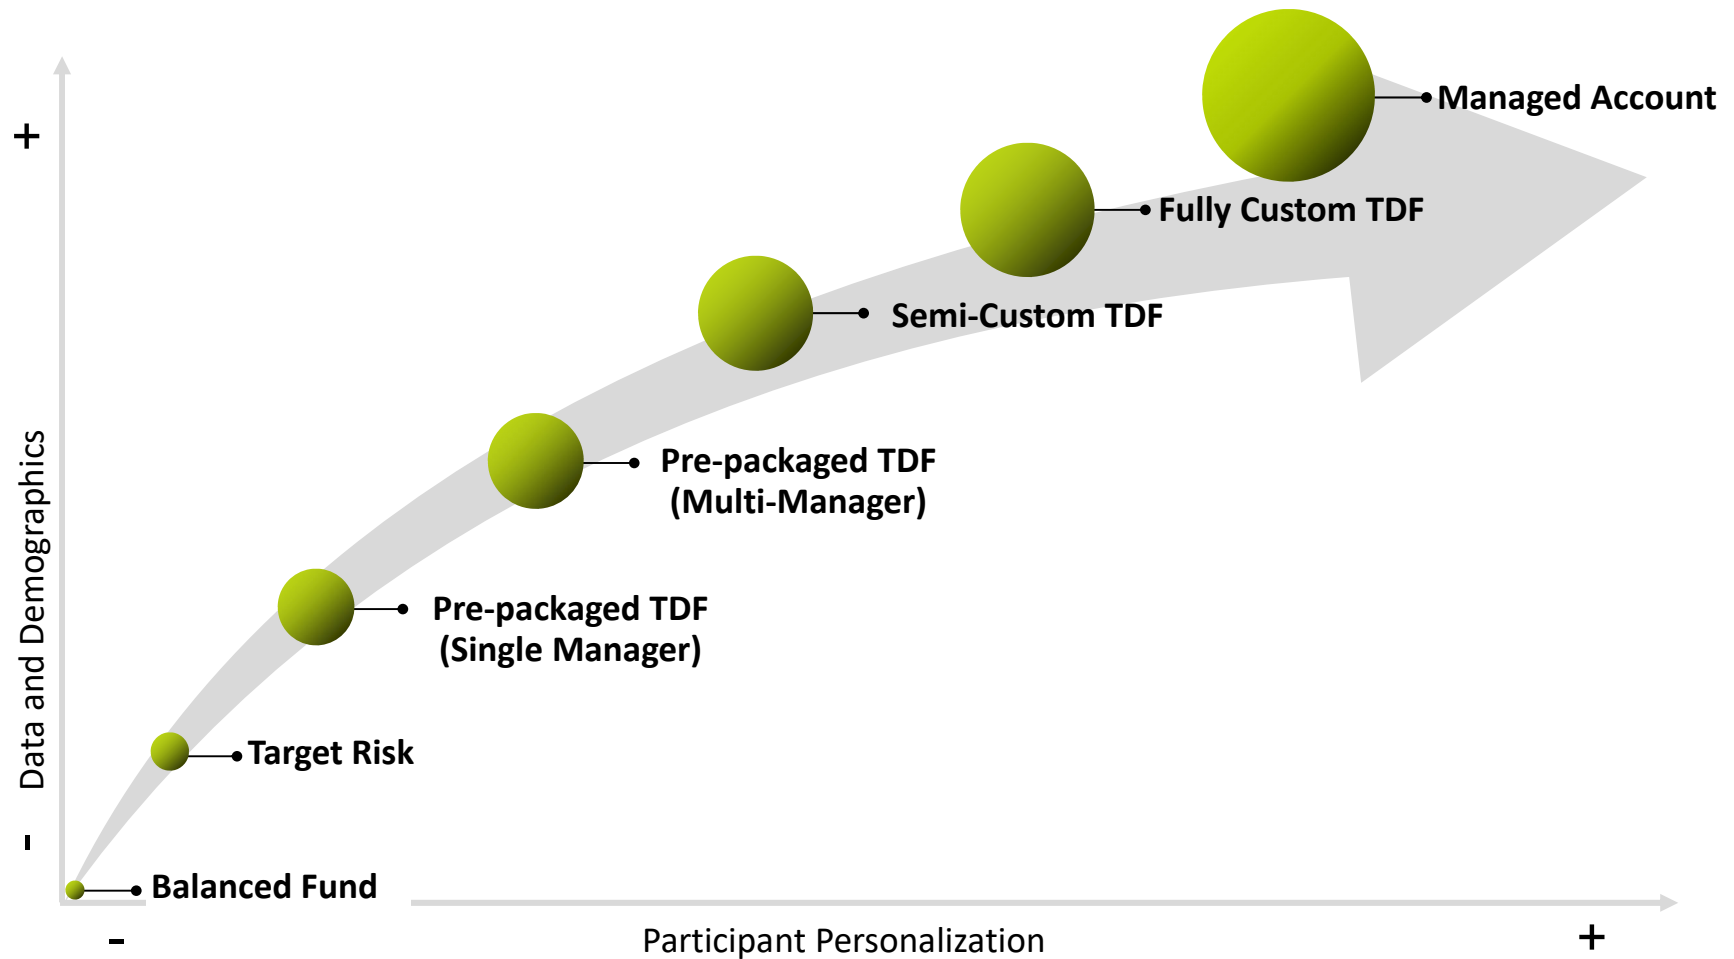 +
Managed Account
Fully Custom TDF
Semi-Custom TDF
Pre-packaged TDF
(Multi-Manager)
Pre-packaged TDF
(Single Manager)
Target Risk
Balanced Fund
Data and Demographics
-
-
Participant Personalization
+